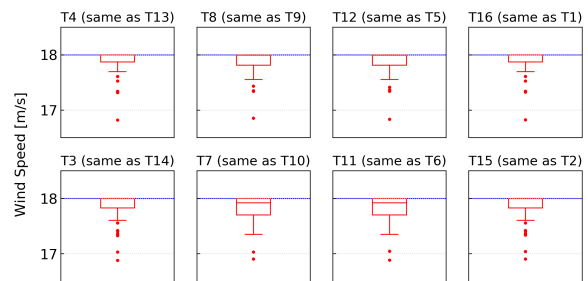 T4 (same as T13) T8 (same as T9) T12 (same as T5) T16 (same as T1)
18
17
Wind Speed [m/s]
T3 (same as T14) T7 (same as T10) T11 (same as T6) T15 (same as T2)
18
17